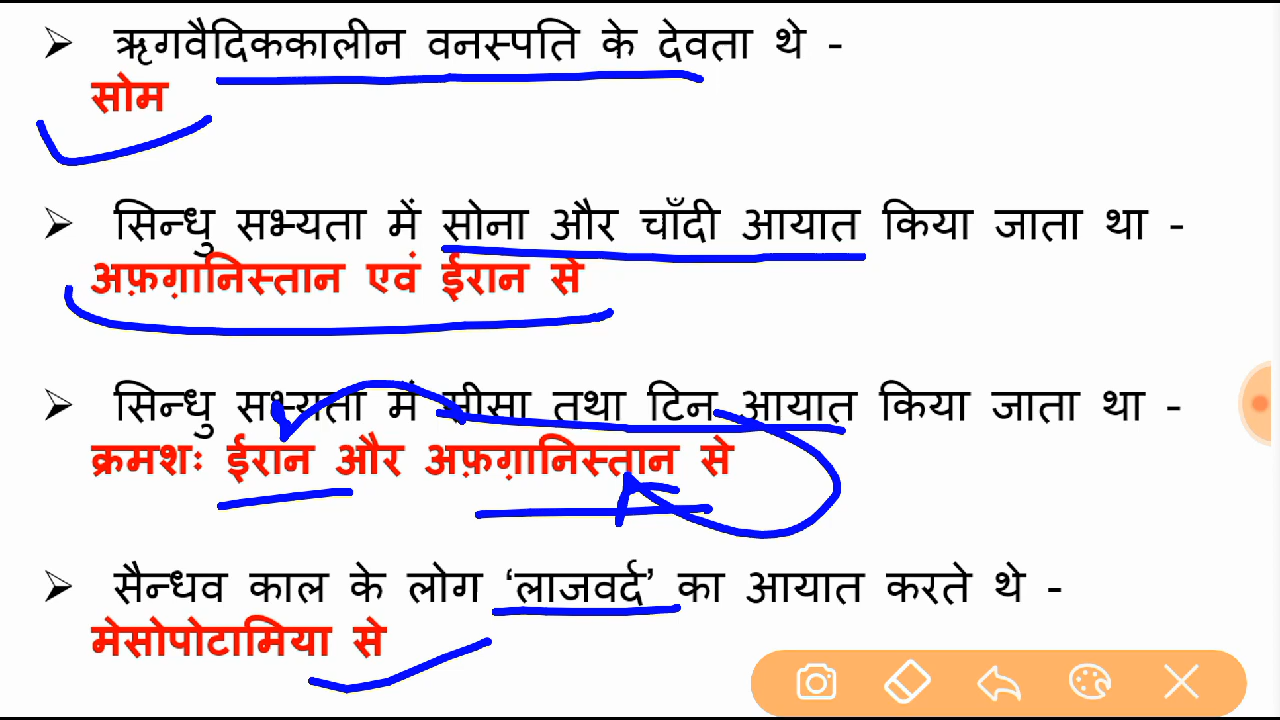 ➢ ऋगवैदिककालीन वनस्पति के देवता थे -
सोम
➢ सिन्धु सभ्यता में सोना और चाँदी आयात किया जाता था -
अफ़ग़ानिस्तान एवं ईरान से
➢ सिन्धु सभ्यता में सीसा तथा टिन आयात किया जाता था -
क्रमशः ईरान और अफ़ग़ानिस्तान से
➢ सैन्धव काल के लोग ‘लाजवर्द’ का आयात करते थे -
मेसोपोटामिया से